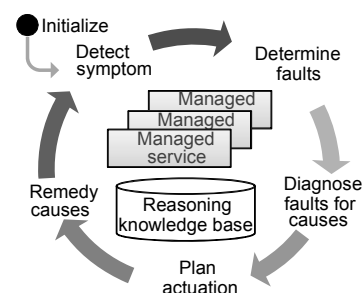 Initialize
Detect
symptom
Determine
faults
Managed
Managed
Managed
service
Diagnose
faults for
causes
Reasoning
knowledge base
Remedy
causes
Plan
actuation